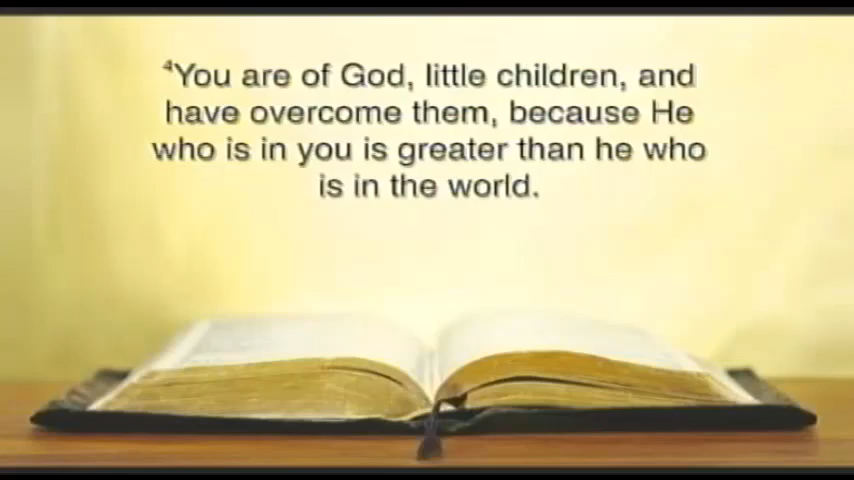 ⁴You are of God, little children, and
have overcome them, because He
who is in you is greater than he who
is in the world.